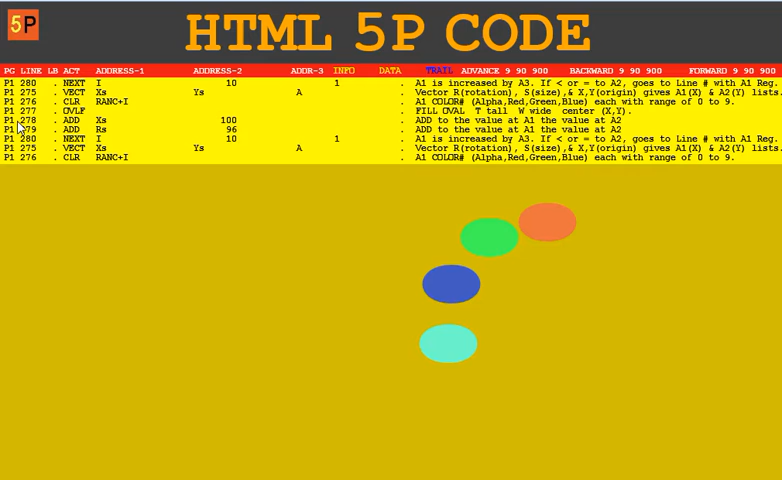 5P
HTML 5P CODE
PG LINE LB ACT ADDRESS-1 ADDRESS-2 ADDR-3 INFO DATA TRAIL ADVANCE 9 90 900 BACKWARD 9 90 900 FORWARD 9 90 900
P1 280 . NEXT I 10 1 . A1 is increased by A3. If < or = to A2, goes to Line # with A1 Reg.
P1 275 . VECT Xs Ys A . Vector R(rotation), S(size),& X,Y(origin) gives A1(X) & A2(Y) lists.
P1 276 . CLR RANC+I . A1 COLOR# (Alpha,Red,Green,Blue) each with range of 0 to 9.
P1 277 . OVLF . FILL OVAL T tall W wide center (X,Y).
P1 278 . ADD Xs 100 . ADD to the value at A1 the value at A2
P1 279 . ADD Rs 96 . ADD to the value at A1 the value at A2
P1 280 . NEXT I 10 1 . A1 is increased by A3. If < or = to A2, goes to Line # with A1 Reg.
P1 275 . VECT Xs Ys A . Vector R(rotation), S(size),& X,Y(origin) gives A1(X) & A2(Y) lists.
P1 276 . CLR RANC+I . A1 COLOR# (Alpha,Red,Green,Blue) each with range of 0 to 9.